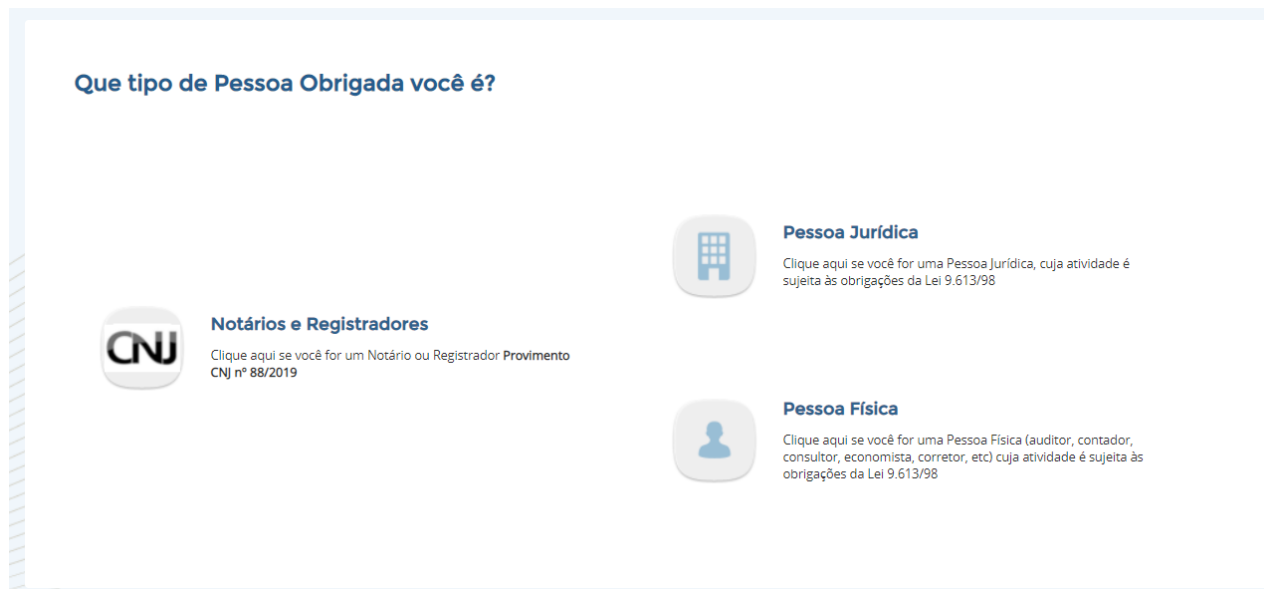 Que tipo de Pessoa Obrigada você é?
CNJ
Notários e Registradores
Clique aqui se você for um Notário ou Registrador Provimento
CNJ nº 88/2019
Pessoa Jurídica
Clique aqui se você for uma Pessoa Jurídica, cuja atividade é
sujeita às obrigações da Lei 9.613/98
Pessoa Física
Clique aqui se você for uma Pessoa Física (auditor, contador,
consultor, economista, corretor, etc) cuja atividade é sujeita às
obrigações da Lei 9.613/98